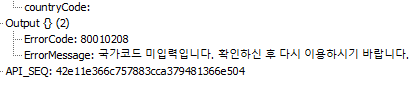 countryCode:
Output {} (2)
ErrorCode: 80010208
ErrorMessage: 국가코드 미입력입니다. 확인하신 후 다시 이용하시기 바랍니다.
API_SEQ: 42e11e366c757883cca379481366e504